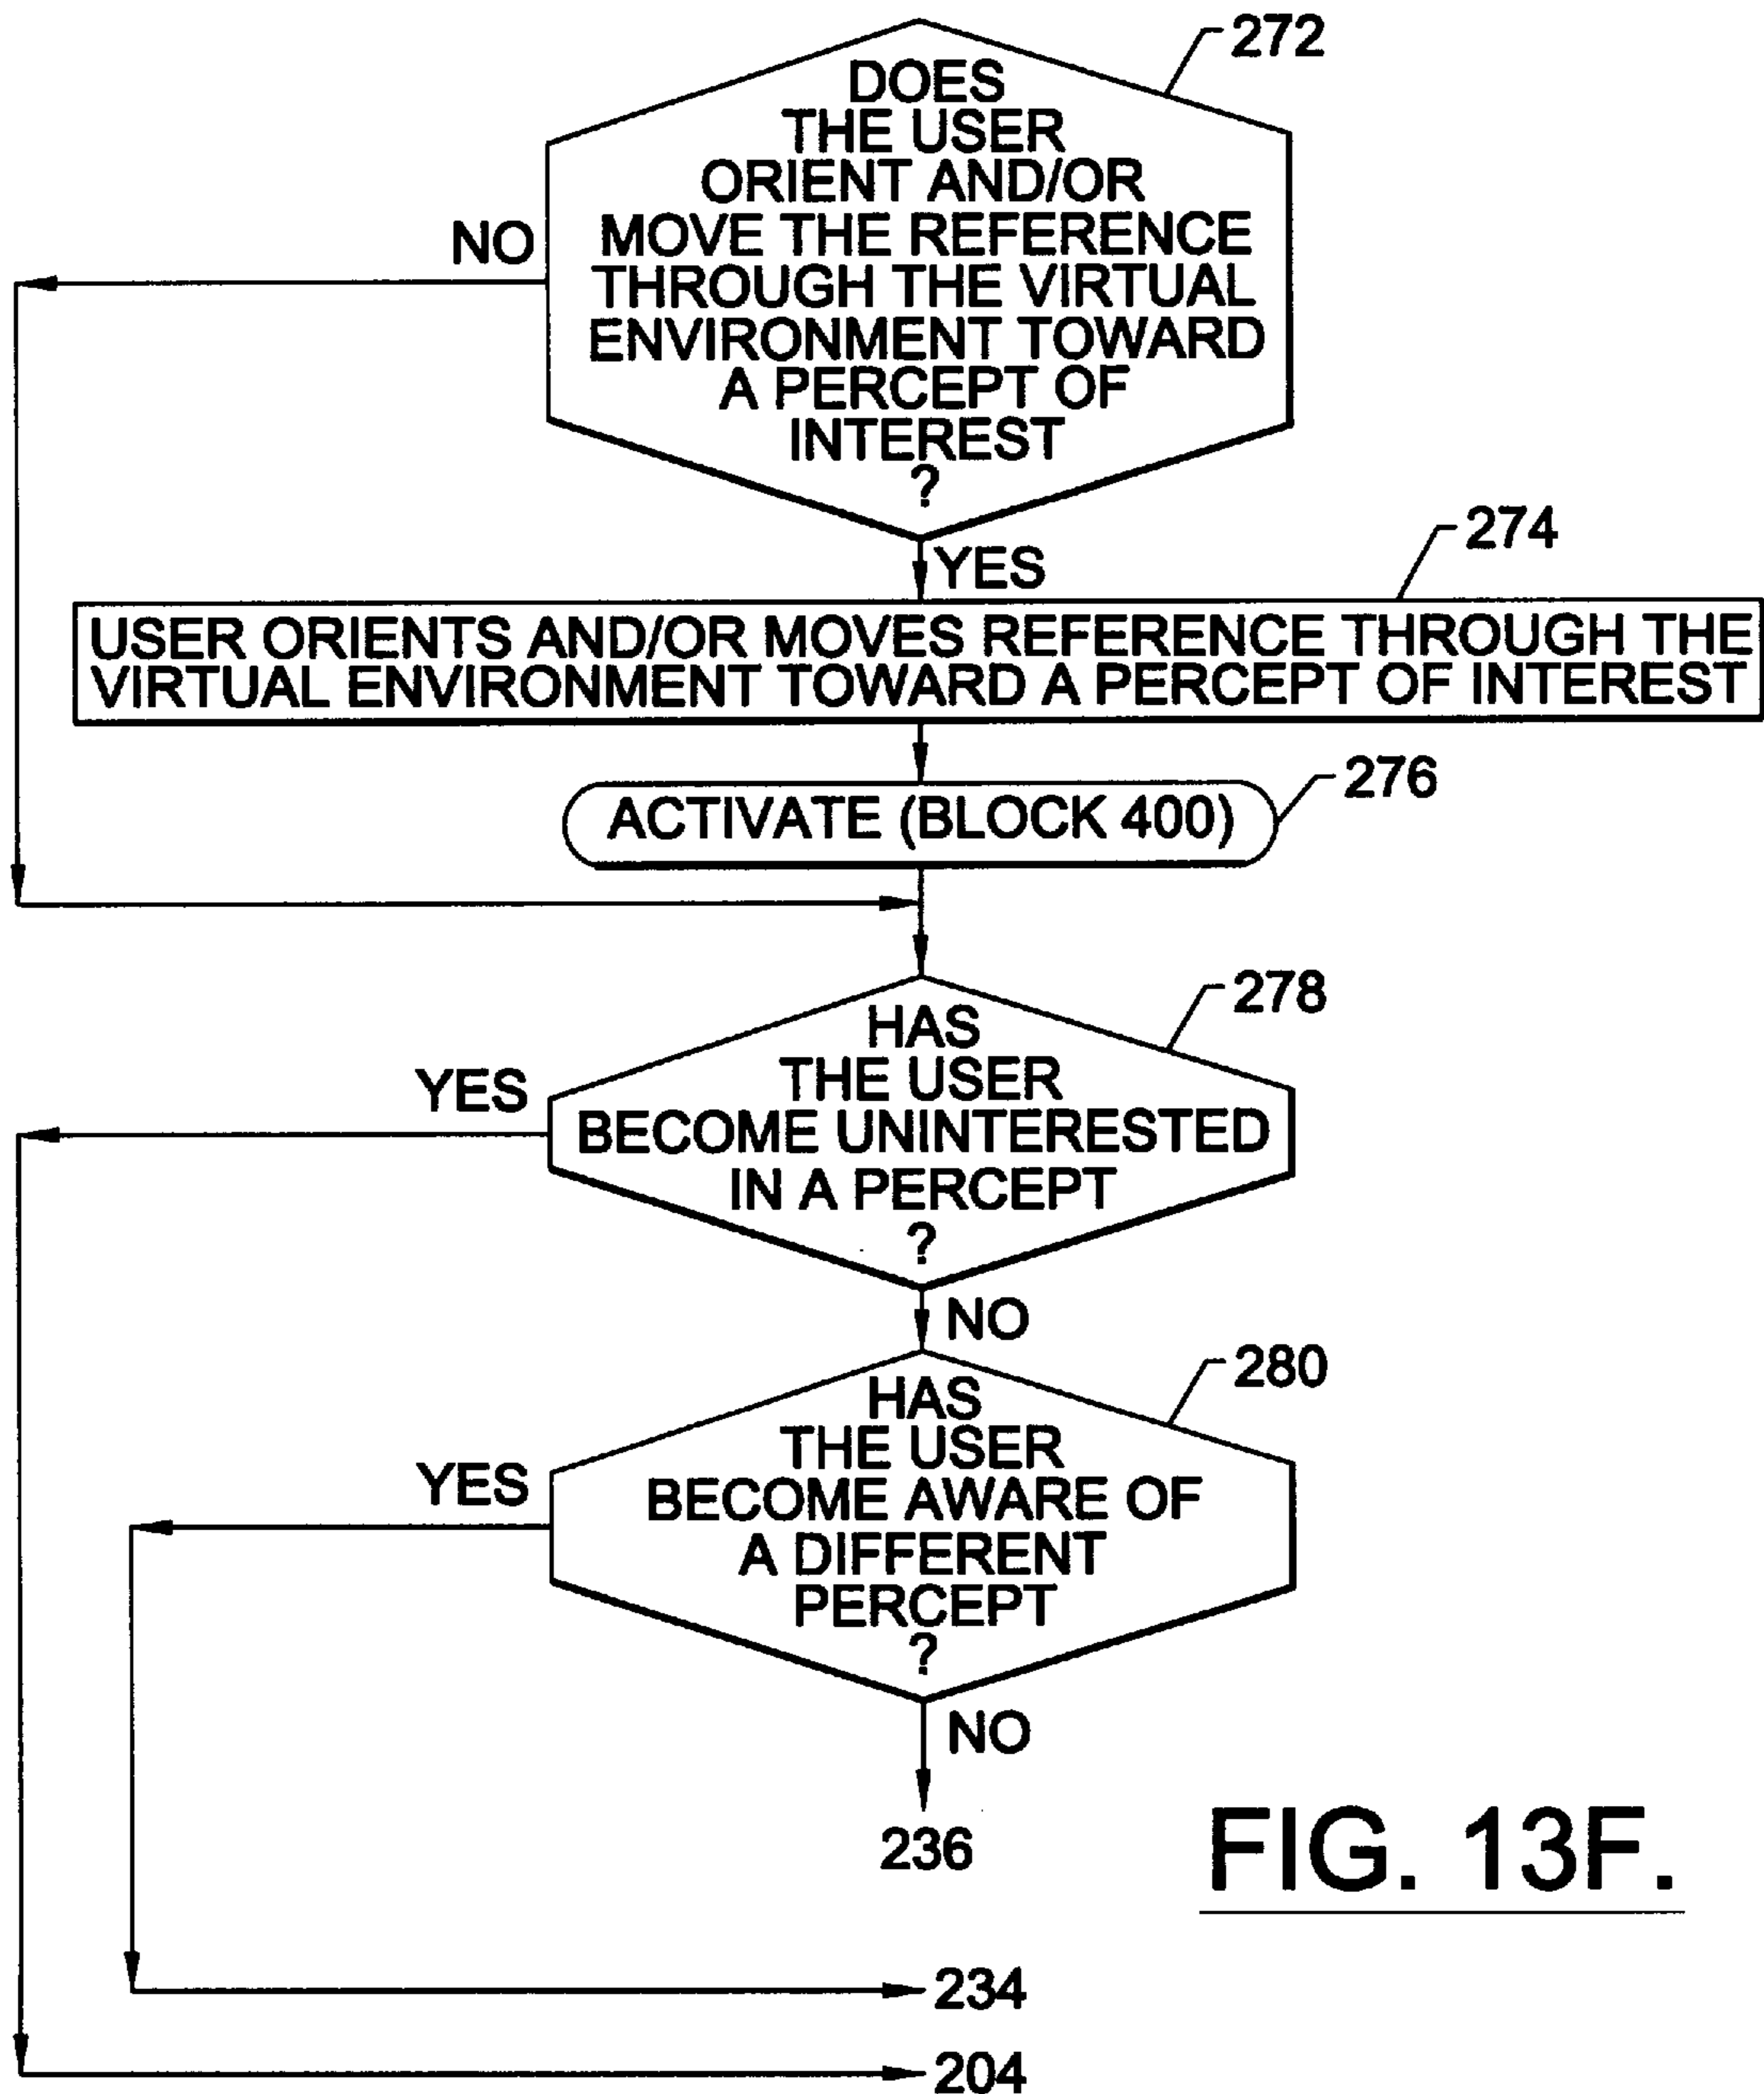 272
DOES
THE USER
ORIENT AND/OR
MOVE THE REFERENCE
THROUGH THE VIRTUAL
ENVIRONMENT TOWARD
A PERCEPT OF
INTEREST
?
NO
YES
274
USER ORIENTS AND/OR MOVES REFERENCE THROUGH THE
VIRTUAL ENVIRONMENT TOWARD A PERCEPT OF INTEREST
ACTIVATE (BLOCK 400)
276
278
HAS
THE USER
BECOME UNINTERESTED
IN A PERCEPT
?
YES
NO
280
HAS
THE USER
BECOME AWARE OF
A DIFFERENT
PERCEPT
?
YES
NO
236
FIG. 13F.
234
204